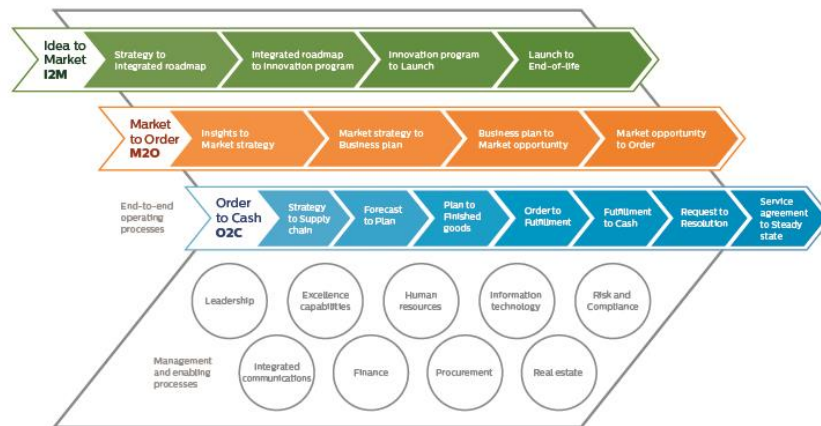 Idea to
Market
I2M
Strategy to
Integrated roadmap
Integrated roadmap
to Innovation program
Innovation program
to Launch
Launch to
End-of-life
Market
to Order
M2O
Insights to
Market strategy
Market strategy to
Business plan
Business plan to
Market opportunity
Market opportunity
to Order
End-to-end
operating
processes
Order
to Cash
O2C
Strategy
to Supply
chain
Forecast
to Plan
Plan to
Finished
goods
Order to
Fulfillment
Fulfillment
to Cash
Request to
Resolution
Service
agreement
to Steady
state
Leadership
Excellence
capabilities
Human
resources
Information
technology
Risk and
Compliance
Management
and enabling
processes
Integrated
communications
Finance
Procurement
Real estate